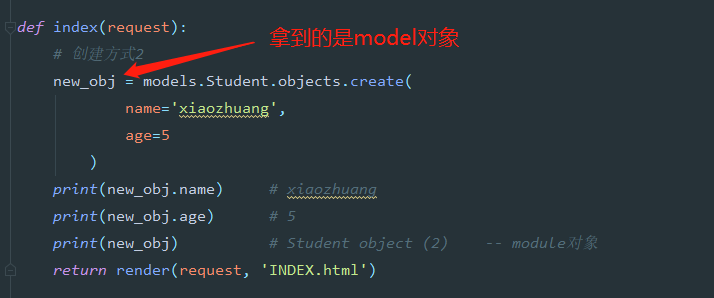 def index(request):
拿到的是model对象
# 创建方式2
new_obj = models.Student.objects.create(
name='xiaozhuang',
age=5
)
print(new_obj.name) # xiaozhuang
print(new_obj.age) # 5
print(new_obj) # Student object (2) -- module对象
return render(request, 'INDEX.html')